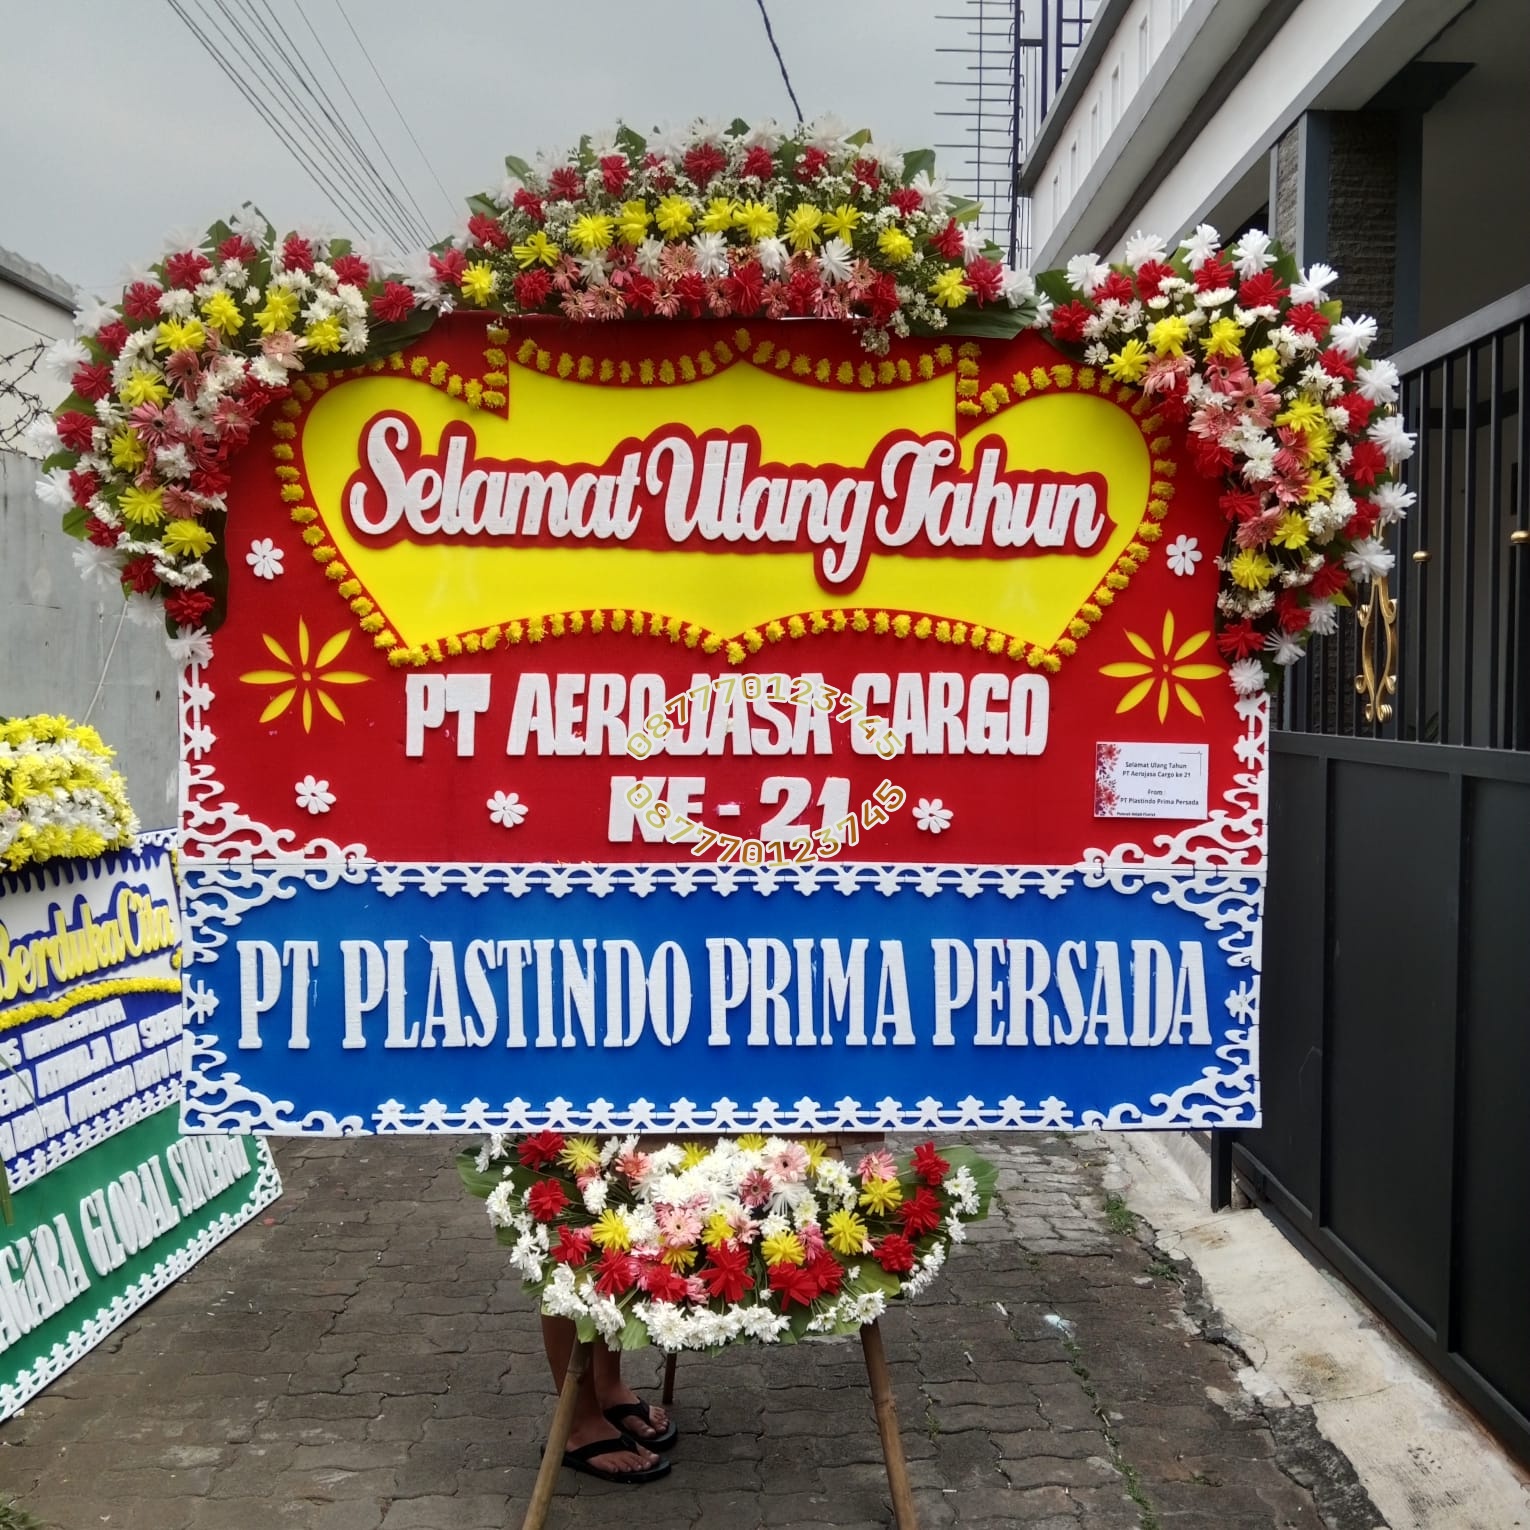 Selamat Ulang Tahun
PT AEROJASA CARGO
087770123745
KE - 21
087770123745
Selamat Ulang Tahun
PT Aerojasa Cargo ke 21
From :
PT Plastindo Prima Persada
PT PLASTINDO PRIMA PERSADA
Berduka Cita
GLOBAL SINERGI